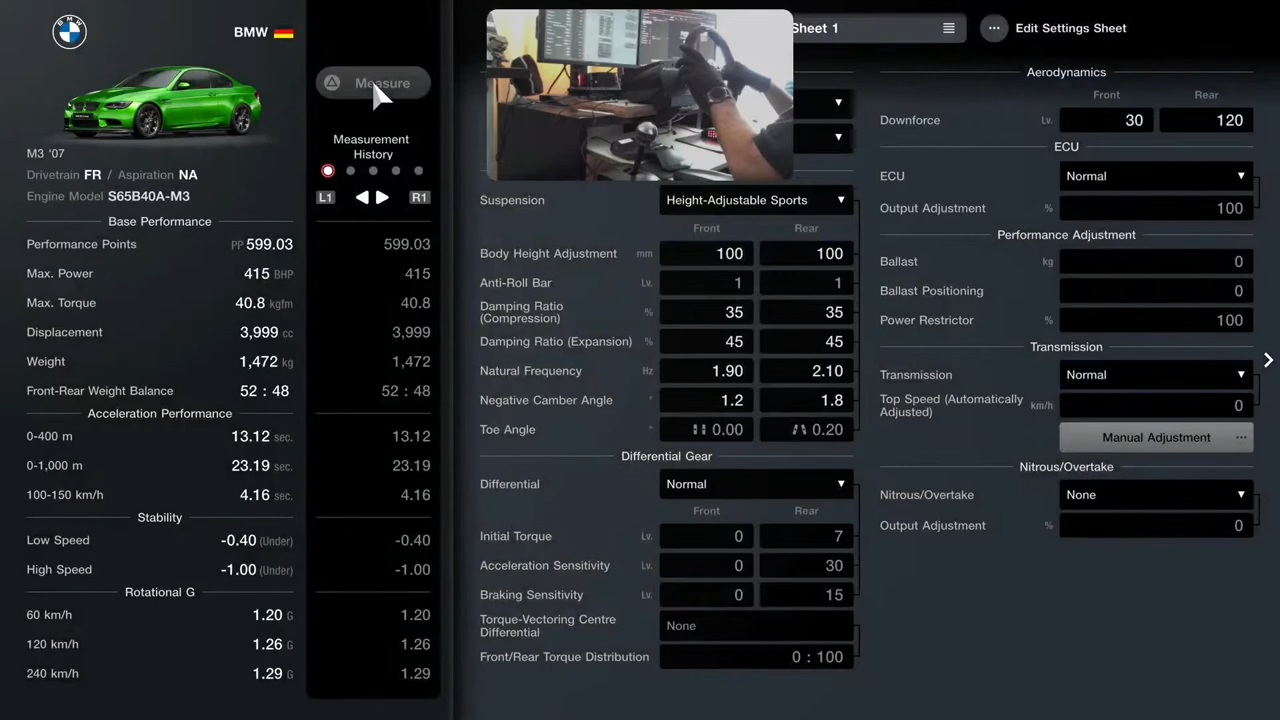 BMW
M3 '07
Drivetrain FR / Aspiration NA
Engine Model S65B40A-M3
Base Performance
Performance Points PP 599.03
Max. Power 415 BHP
Max. Torque 40.8 kgfm
Displacement 3,999 cc
Weight 1,472 kg
Front-Rear Weight Balance 52 : 48
Acceleration Performance
0-400 m 13.12 sec.
0-1,000 m 23.19 sec.
100-150 km/h 4.16 sec.
Stability
Low Speed -0.40 (Under)
High Speed -1.00 (Under)
Rotational G
60 km/h 1.20 G
120 km/h 1.26 G
240 km/h 1.29 G
Measure
Measurement
History
L1 R1
599.03
415
40.8
3,999
1,472
52 : 48
13.12
23.19
4.16
-0.40
-1.00
1.20
1.26
1.29
Sheet 1
Edit Settings Sheet
Suspension Height-Adjustable Sports
Front Rear
Body Height Adjustment mm 100 100
Anti-Roll Bar Lv. 1 1
Damping Ratio
(Compression) % 35 35
Damping Ratio (Expansion) % 45 45
Natural Frequency Hz 1.90 2.10
Negative Camber Angle ° 1.2 1.8
Toe Angle ° 0.00 0.20
Differential Gear
Differential Normal
Front Rear
Initial Torque Lv. 0 7
Acceleration Sensitivity Lv. 0 30
Braking Sensitivity Lv. 0 15
Torque-Vectoring Centre
Differential None
Front/Rear Torque Distribution 0 : 100
Aerodynamics
Front Rear
Downforce Lv. 30 120
ECU
ECU Normal
Output Adjustment % 100
Performance Adjustment
Ballast kg 0
Ballast Positioning 0
Power Restrictor % 100
Transmission
Transmission Normal
Top Speed (Automatically
Adjusted) km/h 0
Manual Adjustment
Nitrous/Overtake
Nitrous/Overtake None
Output Adjustment % 0